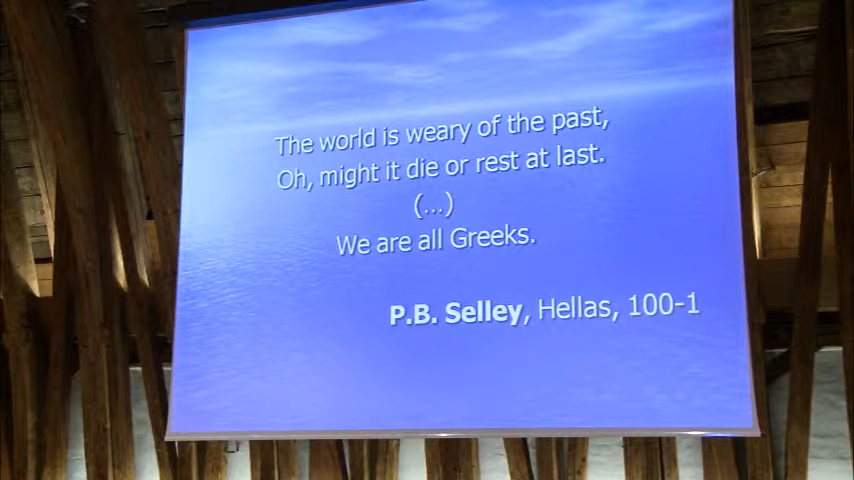 The world is weary of the past,
Oh, might it die or rest at last.
(...)
We are all Greeks.
P.B. Selley, Hellas, 100-1